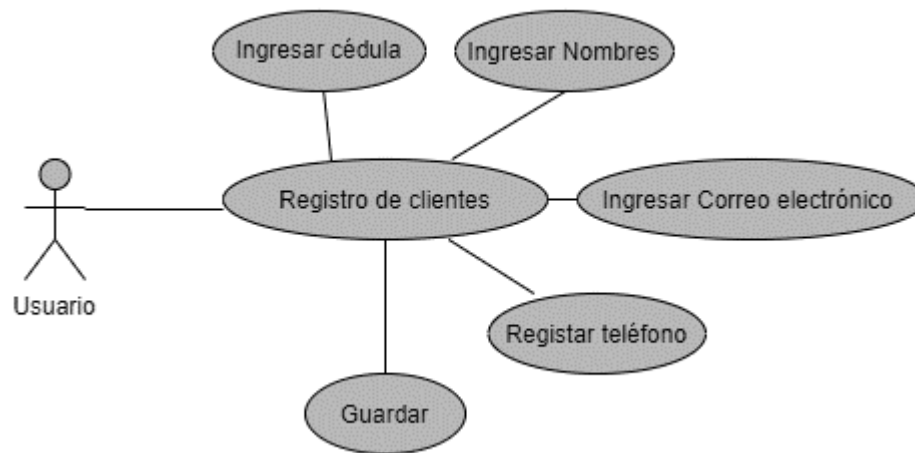 Ingresar cédula
Ingresar Nombres
Registro de clientes
Ingresar Correo electrónico
Usuario
Registar teléfono
Guardar